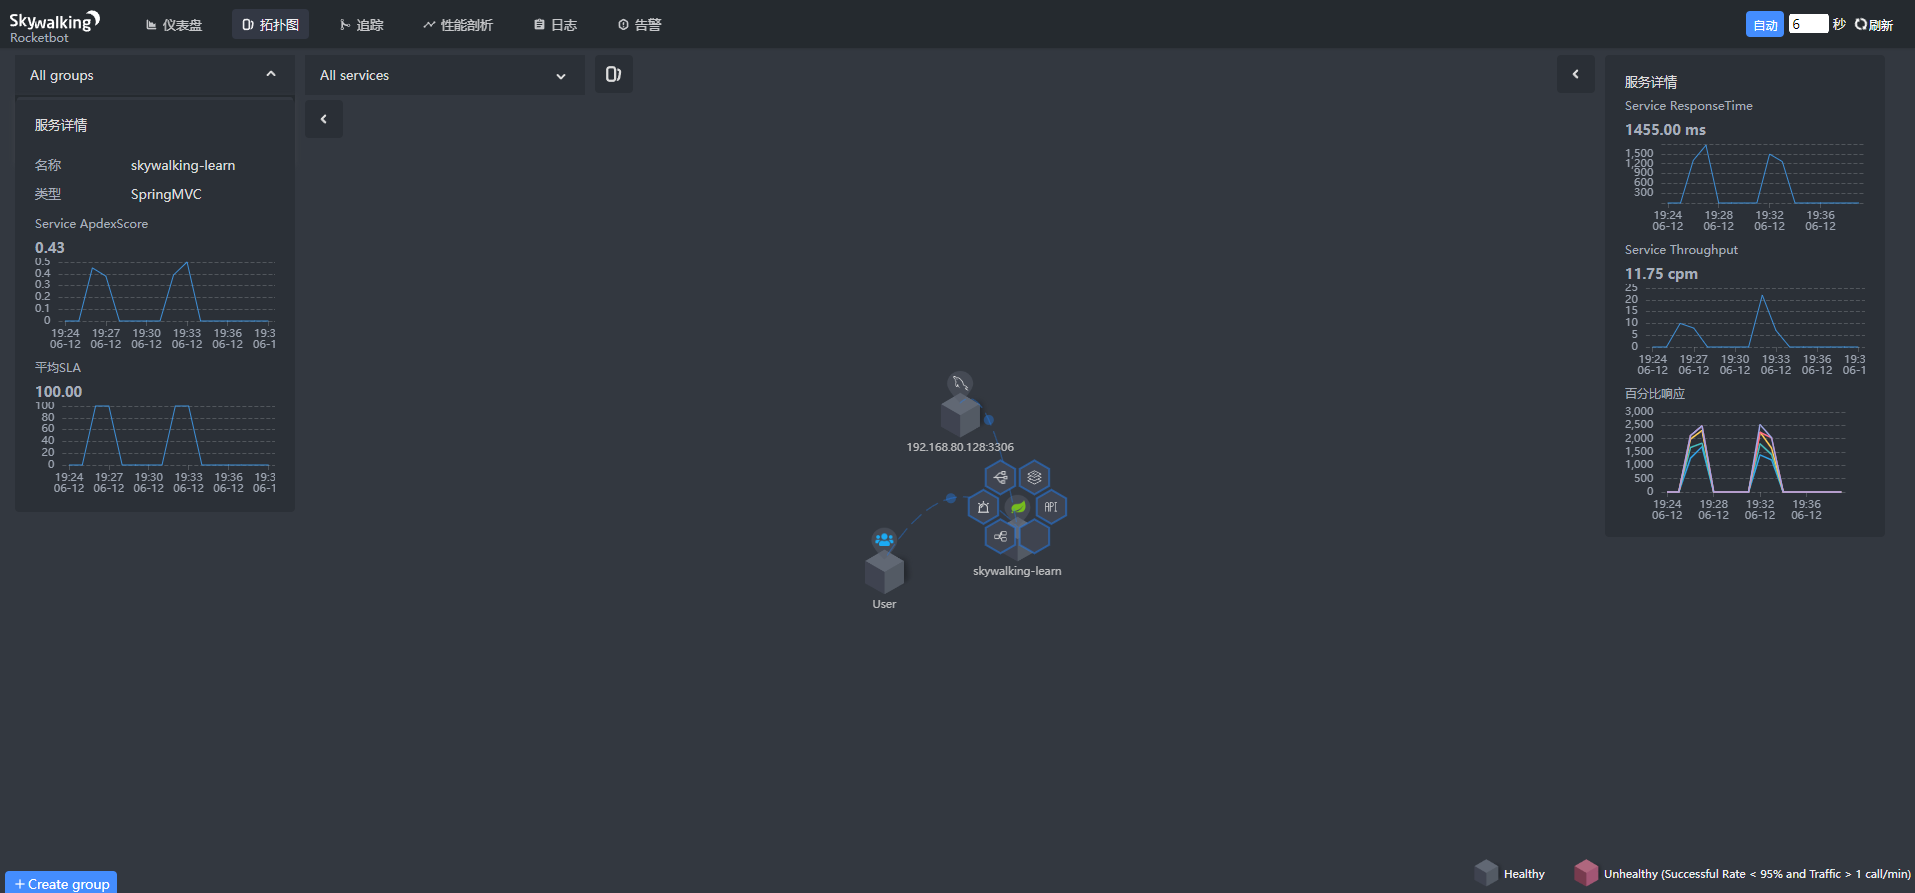 Skywalking
Rocketbot
仪表盘
拓扑图
追踪
性能剖析
日志
告警
自动
6
秒
刷新
All groups
All services
服务详情
名称 skywalking-learn
类型 SpringMVC
Service ApdexScore
0.43
0.5
0.4
0.3
0.2
0.1
0
19:24 19:27 19:30 19:33 19:36 19:3
06-12 06-12 06-12 06-12 06-12 06-1
平均SLA
100.00
100
80
60
40
20
0
19:24 19:27 19:30 19:33 19:36 19:3
06-12 06-12 06-12 06-12 06-12 06-1
192.168.80.128:3306
API
skywalking-learn
User
服务详情
Service ResponseTime
1455.00 ms
1,500
1,200
900
600
300
19:24 19:28 19:32 19:36
06-12 06-12 06-12 06-12
Service Throughput
11.75 cpm
25
20
15
10
5
0
19:24 19:27 19:30 19:33 19:36 19:3
06-12 06-12 06-12 06-12 06-12 06-1
百分比响应
3,000
2,500
2,000
1,500
1,000
500
0
19:24 19:28 19:32 19:36
06-12 06-12 06-12 06-12
+ Create group
Healthy
Unhealthy (Successful Rate < 95% and Traffic > 1 call/min)